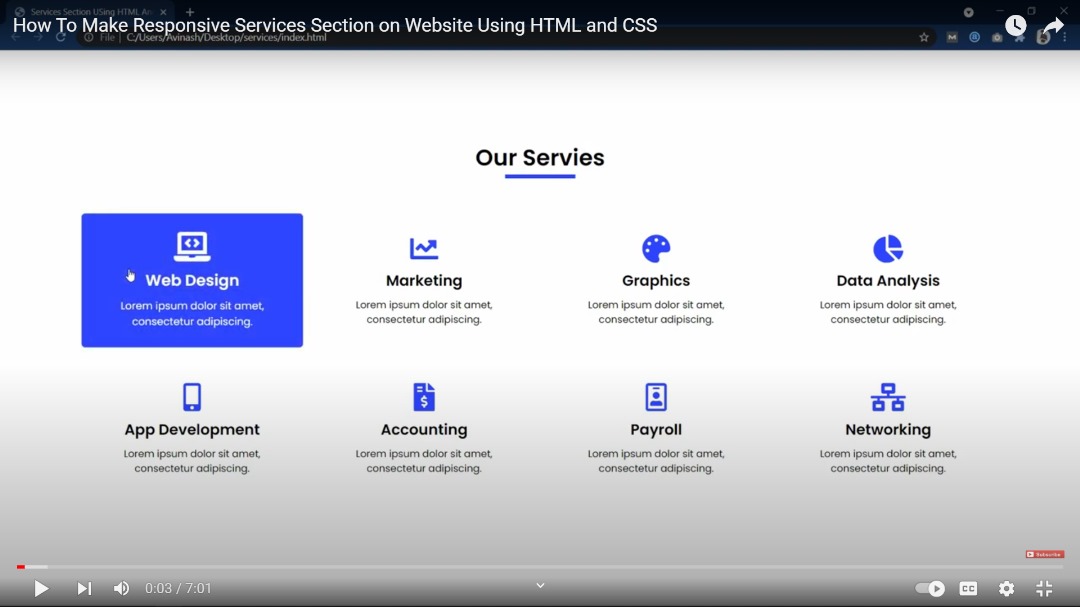 Services Section USing HTML An
How To Make Responsive Services Section on Website Using HTML and CSS
File | C:/Users/Avinash/Desktop/services/index.html
Our Servies
Web Design
Lorem ipsum dolor sit amet,
consectetur adipiscing.
Marketing
Lorem ipsum dolor sit amet,
consectetur adipiscing.
Graphics
Lorem ipsum dolor sit amet,
consectetur adipiscing.
Data Analysis
Lorem ipsum dolor sit amet,
consectetur adipiscing.
App Development
Lorem ipsum dolor sit amet,
consectetur adipiscing.
Accounting
Lorem ipsum dolor sit amet,
consectetur adipiscing.
Payroll
Lorem ipsum dolor sit amet,
consectetur adipiscing.
Networking
Lorem ipsum dolor sit amet,
consectetur adipiscing.
Subscribe
0:03 / 7:01
CC